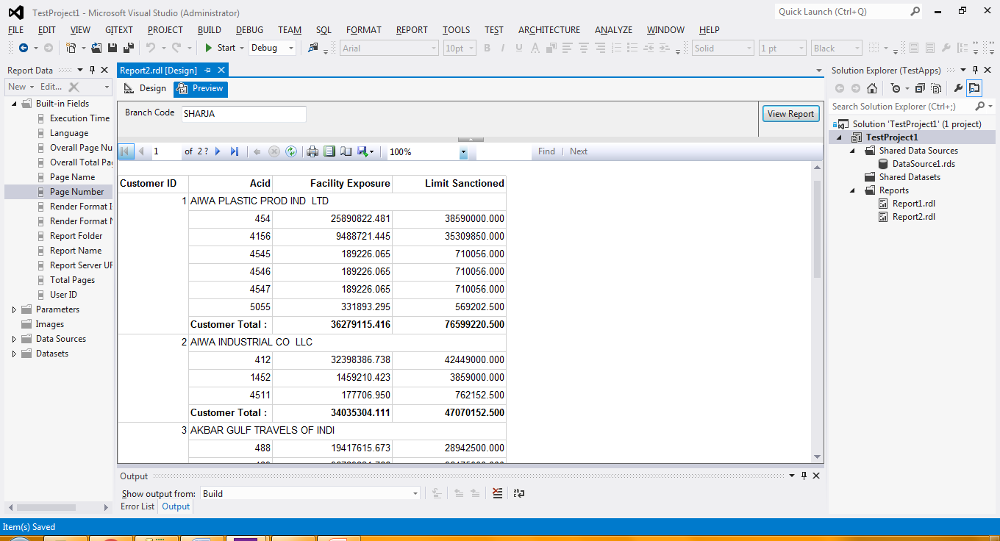 TestProject1 - Microsoft Visual Studio (Administrator)
Quick Launch (Ctrl+Q)
FILE EDIT VIEW GITEXT PROJECT BUILD DEBUG TEAM SQL FORMAT REPORT TOOLS TEST ARCHITECTURE ANALYZE WINDOW HELP
Start Debug Arial 10pt B I U A Solid 1 pt Black
Report Data
New Edit...
Built-in Fields
Execution Time
Language
Overall Page Nu
Overall Total Pa
Page Name
Page Number
Render Format I
Render Format N
Report Folder
Report Name
Report Server UR
Total Pages
User ID
Parameters
Images
Data Sources
Datasets
Report2.rdl [Design]
Design Preview
Branch Code SHARJA View Report
1 of 2 ? 100% Find | Next
Customer ID Acid Facility Exposure Limit Sanctioned
1 AIWA PLASTIC PROD IND LTD
454 25890822.481 38590000.000
4156 9488721.445 35309850.000
4545 189226.065 710056.000
4546 189226.065 710056.000
4547 189226.065 710056.000
5055 331893.295 569202.500
Customer Total : 36279115.416 76599220.500
2 AIWA INDUSTRIAL CO LLC
412 32398386.738 42449000.000
1452 1459210.423 3859000.000
4511 177706.950 762152.500
Customer Total : 34035304.111 47070152.500
3 AKBAR GULF TRAVELS OF INDI
488 19417615.673 28942500.000
Output
Show output from: Build
Error List Output
Solution Explorer (TestApps)
Search Solution Explorer (Ctrl+;)
Solution 'TestProject1' (1 project)
TestProject1
Shared Data Sources
DataSource1.rds
Shared Datasets
Reports
Report1.rdl
Report2.rdl
Item(s) Saved